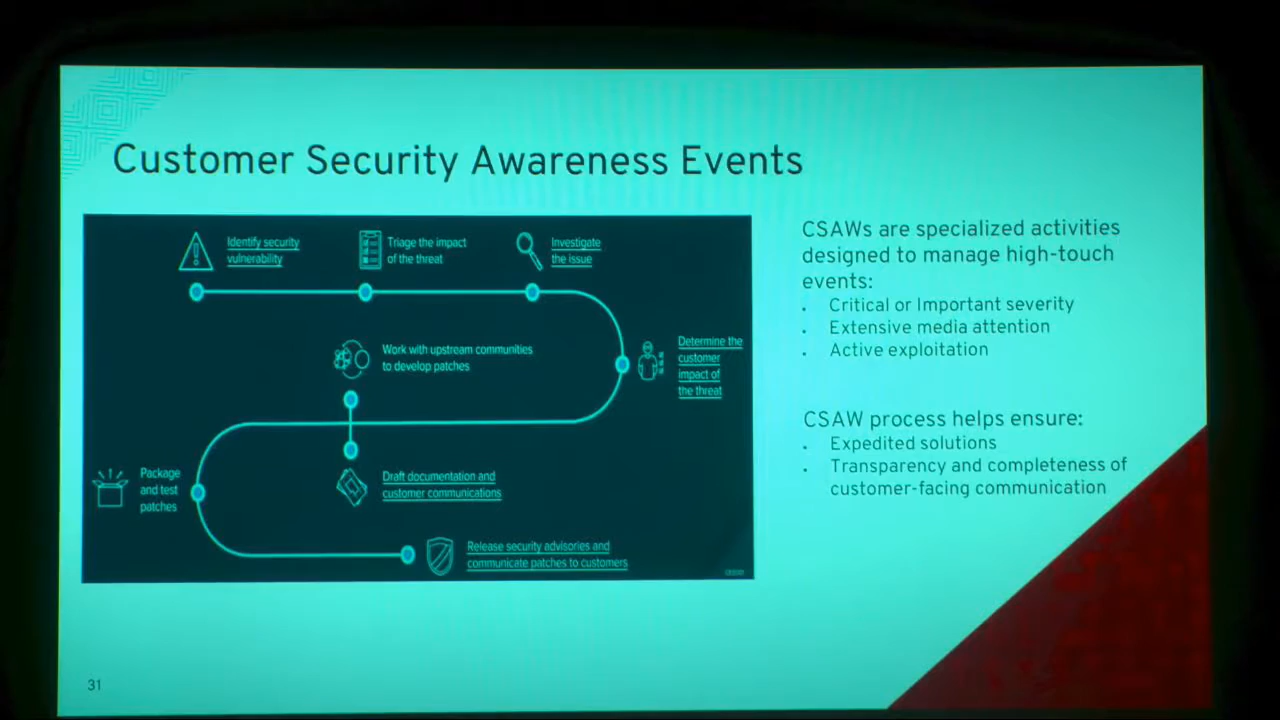 Customer Security Awareness Events
Identify security
vulnerability
Triage the impact
of the threat
Investigate
the issue
Work with upstream communities
to develop patches
Determine the
customer
impact of
the threat
Package
and test
patches
Draft documentation and
customer communications
Release security advisories and
communicate patches to customers
CSAWs are specialized activities
designed to manage high-touch
events:
Critical or Important severity
Extensive media attention
Active exploitation
CSAW process helps ensure:
Expedited solutions
Transparency and completeness of
customer-facing communication
31